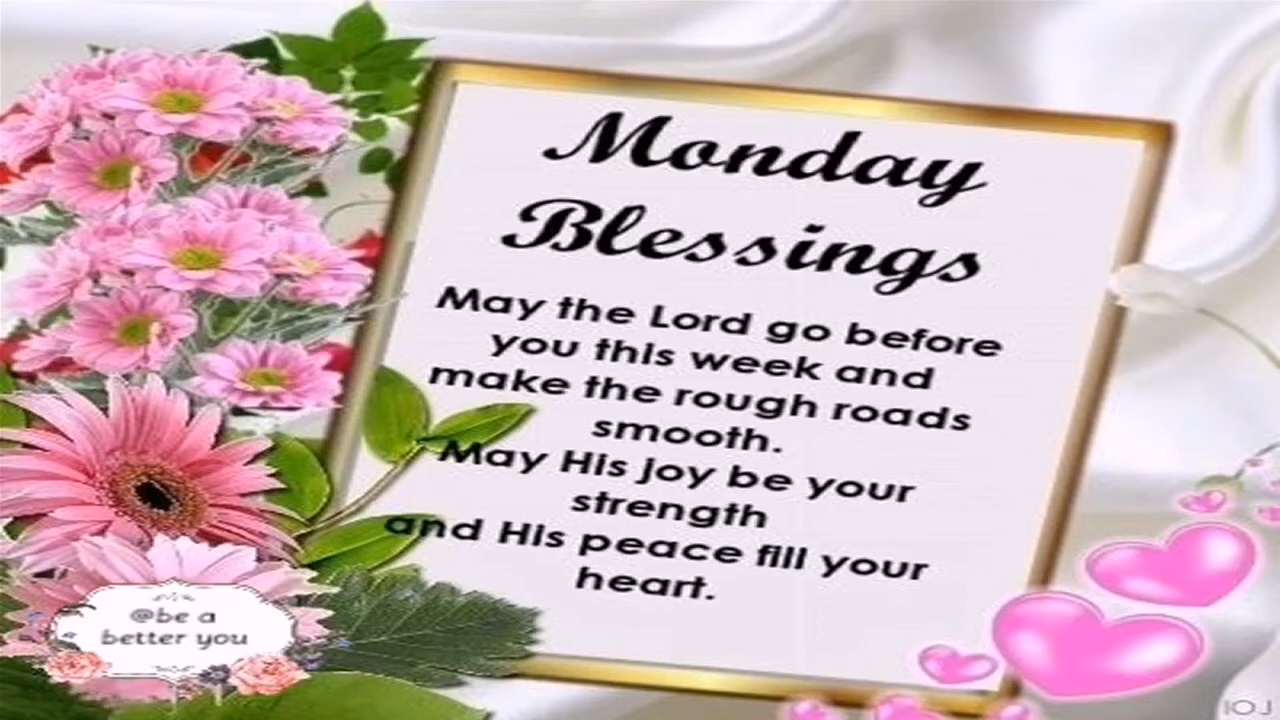 Monday
Blessings
May the Lord go before
you this week and
make the rough roads
smooth.
May His joy be your
strength
and His peace fill your
heart.
@be a
better you